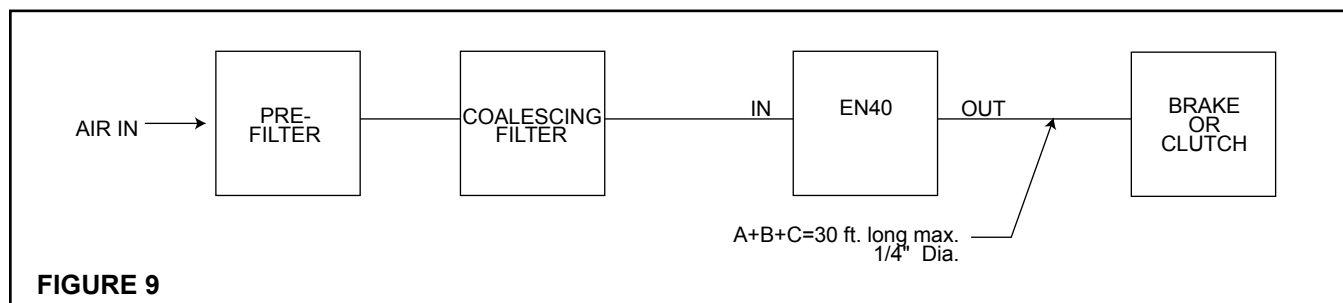 AIR IN
PRE-
FILTER
COALESCING
FILTER
IN
EN40
OUT
BRAKE
OR
CLUTCH
A+B+C=30 ft. long max.
1/4" Dia.
FIGURE 9